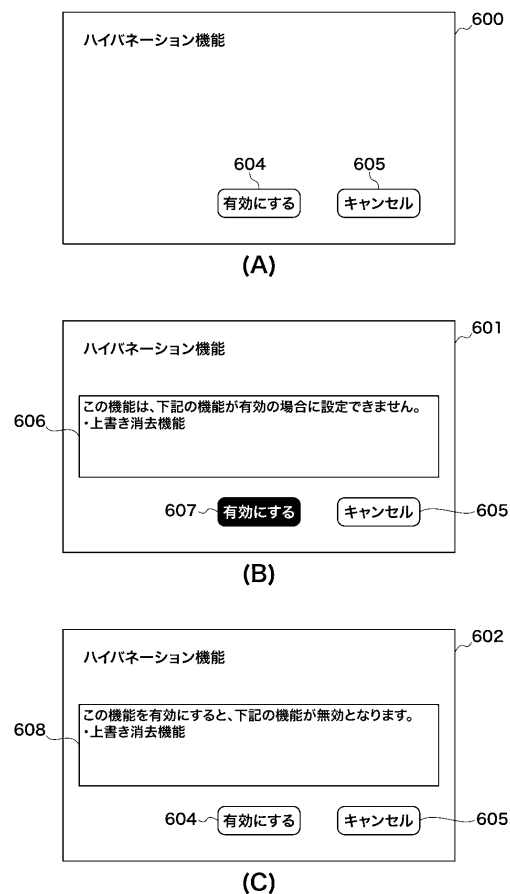 600
ハイバネーション機能
604 605
有効にする キャンセル
(A)
601
ハイバネーション機能
606
この機能は、下記の機能が有効の場合に設定できません。
・上書き消去機能
607 有効にする キャンセル 605
(B)
602
ハイバネーション機能
608
この機能を有効にすると、下記の機能が無効となります。
・上書き消去機能
604 有効にする キャンセル 605
(C)